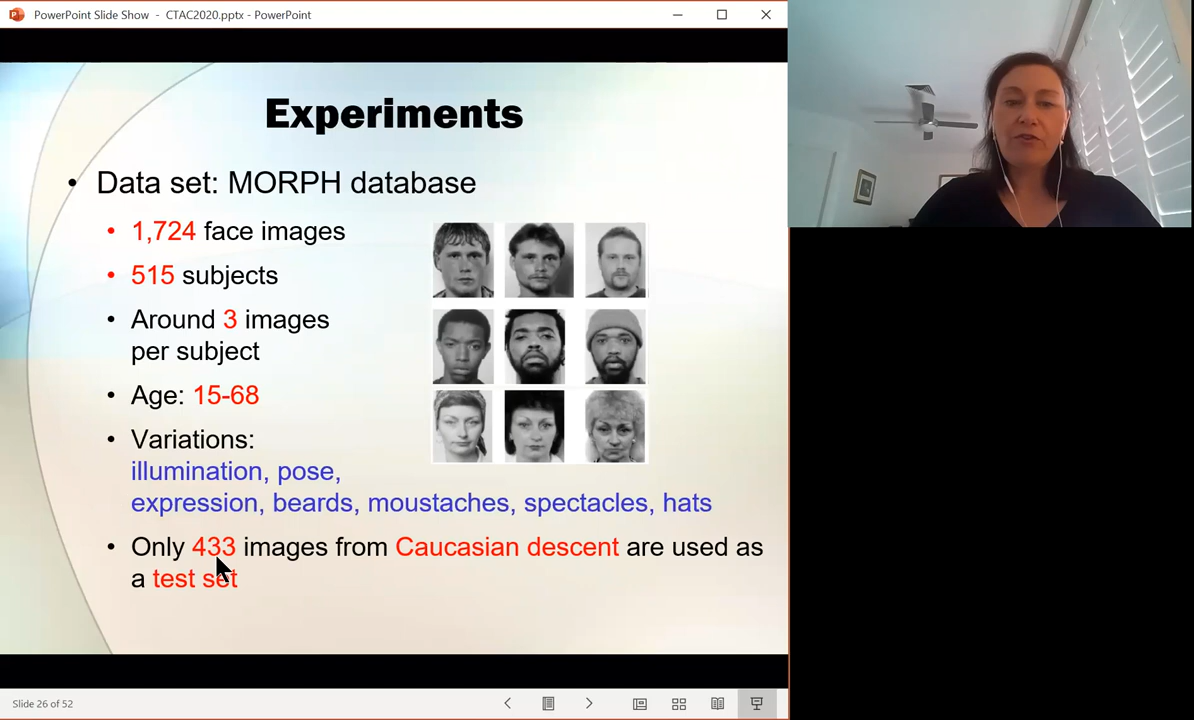 PowerPoint Slide Show - CTAC2020.pptx - PowerPoint
Experiments
• Data set: MORPH database
• 1,724 face images
• 515 subjects
• Around 3 images
per subject
• Age: 15-68
• Variations:
illumination, pose,
expression, beards, moustaches, spectacles, hats
• Only 433 images from Caucasian descent are used as
a test set
Slide 26 of 52